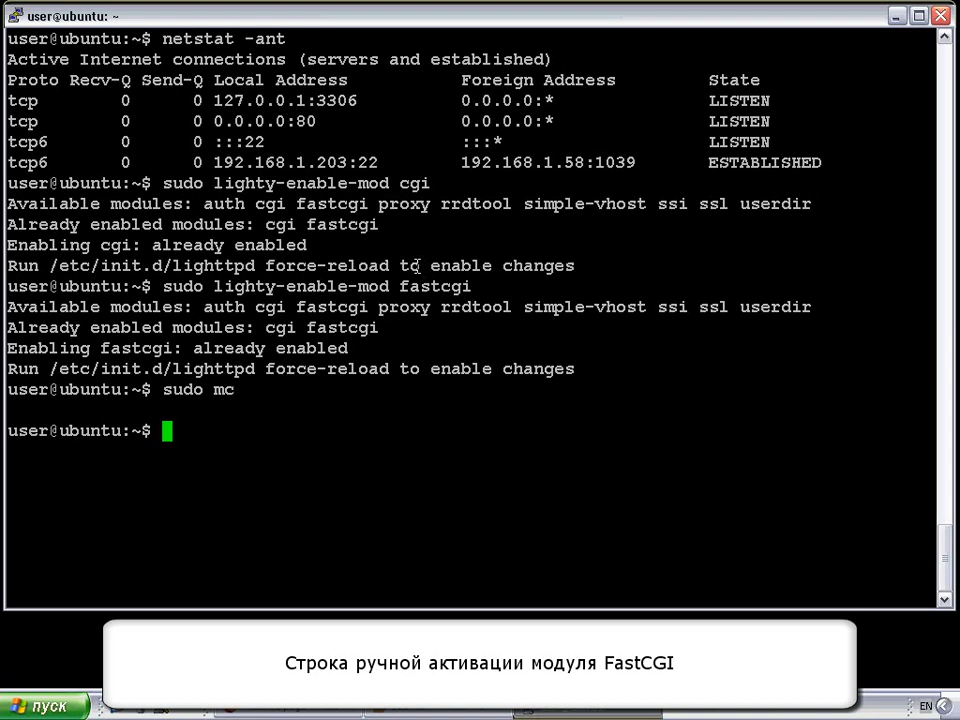 user@ubuntu: ~
user@ubuntu:~$ netstat -ant
Active Internet connections (servers and established)
Proto Recv-Q Send-Q Local Address           Foreign Address         State
tcp        0      0 127.0.0.1:3306          0.0.0.0:*               LISTEN
tcp        0      0 0.0.0.0:80              0.0.0.0:*               LISTEN
tcp6       0      0 :::22                   :::*                    LISTEN
tcp6       0      0 192.168.1.203:22        192.168.1.58:1039       ESTABLISHED
user@ubuntu:~$ sudo lighty-enable-mod cgi
Available modules: auth cgi fastcgi proxy rrdtool simple-vhost ssi ssl userdir
Already enabled modules: cgi fastcgi
Enabling cgi: already enabled
Run /etc/init.d/lighttpd force-reload to enable changes
user@ubuntu:~$ sudo lighty-enable-mod fastcgi
Available modules: auth cgi fastcgi proxy rrdtool simple-vhost ssi ssl userdir
Already enabled modules: cgi fastcgi
Enabling fastcgi: already enabled
Run /etc/init.d/lighttpd force-reload to enable changes
user@ubuntu:~$ sudo mc
user@ubuntu:~$
Строка ручной активации модуля FastCGI
пуск
EN